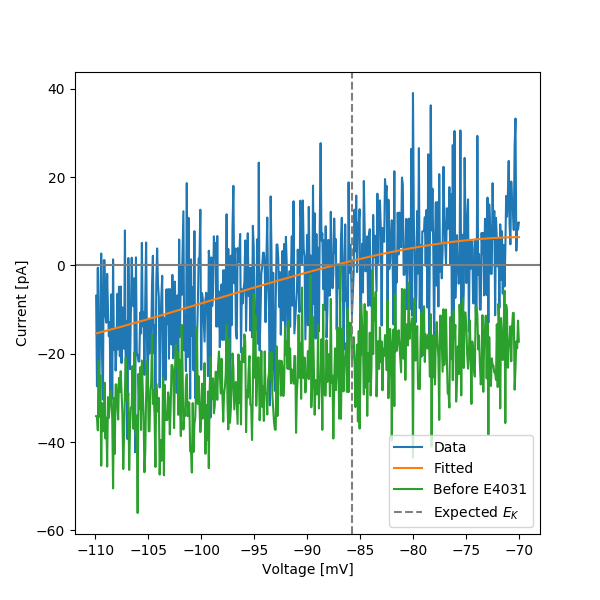 40
20
0
−20
−40
−60
Current [pA]
−110 −105 −100 −95 −90 −85 −80 −75 −70
Voltage [mV]
Data
Fitted
Before E4031
Expected E_K